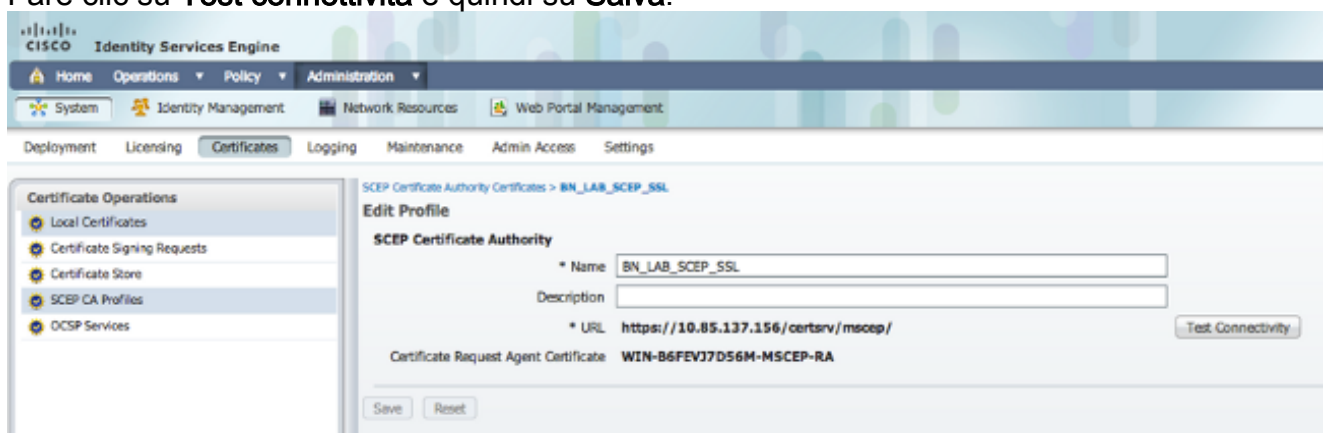 Fare clic su Test connettività e quindi su Salva.
CISCO Identity Services Engine
Home Operations Policy Administration
System Identity Management Network Resources Web Portal Management
Deployment Licensing Certificates Logging Maintenance Admin Access Settings
Certificate Operations
Local Certificates
Certificate Signing Requests
Certificate Store
SCEP CA Profiles
OCSP Services
SCEP Certificate Authority Certificates > BN_LAB_SCEP_SSL
Edit Profile
SCEP Certificate Authority
* Name BN_LAB_SCEP_SSL
Description
* URL https://10.85.137.156/certsrv/mscep/ Test Connectivity
Certificate Request Agent Certificate WIN-B6FEVJ7D56M-MSCEP-RA
Save Reset